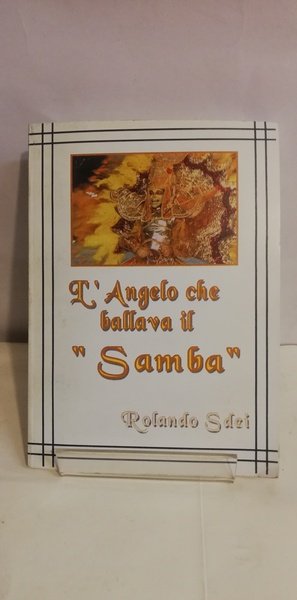 L'Angelo che
ballava il
"Samba"
Rolando Sdei